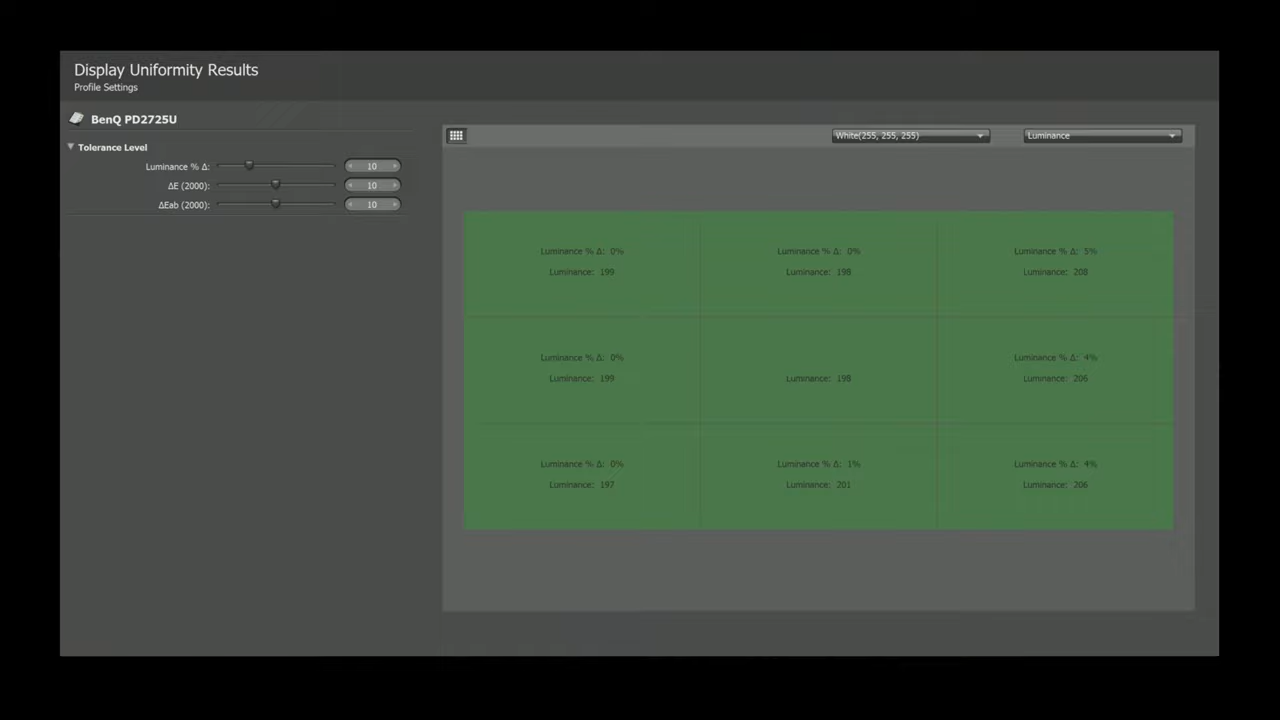 Display Uniformity Results
Profile Settings
BenQ PD2725U
Tolerance Level
Luminance % Δ: 10
ΔE (2000): 10
ΔEab (2000): 10
White(255, 255, 255) Luminance
Luminance % Δ: 0% Luminance % Δ: 0% Luminance % Δ: 5%
Luminance: 199 Luminance: 198 Luminance: 208
Luminance % Δ: 0% Luminance % Δ: 4%
Luminance: 199 Luminance: 198 Luminance: 206
Luminance % Δ: 0% Luminance % Δ: 1% Luminance % Δ: 4%
Luminance: 197 Luminance: 201 Luminance: 206